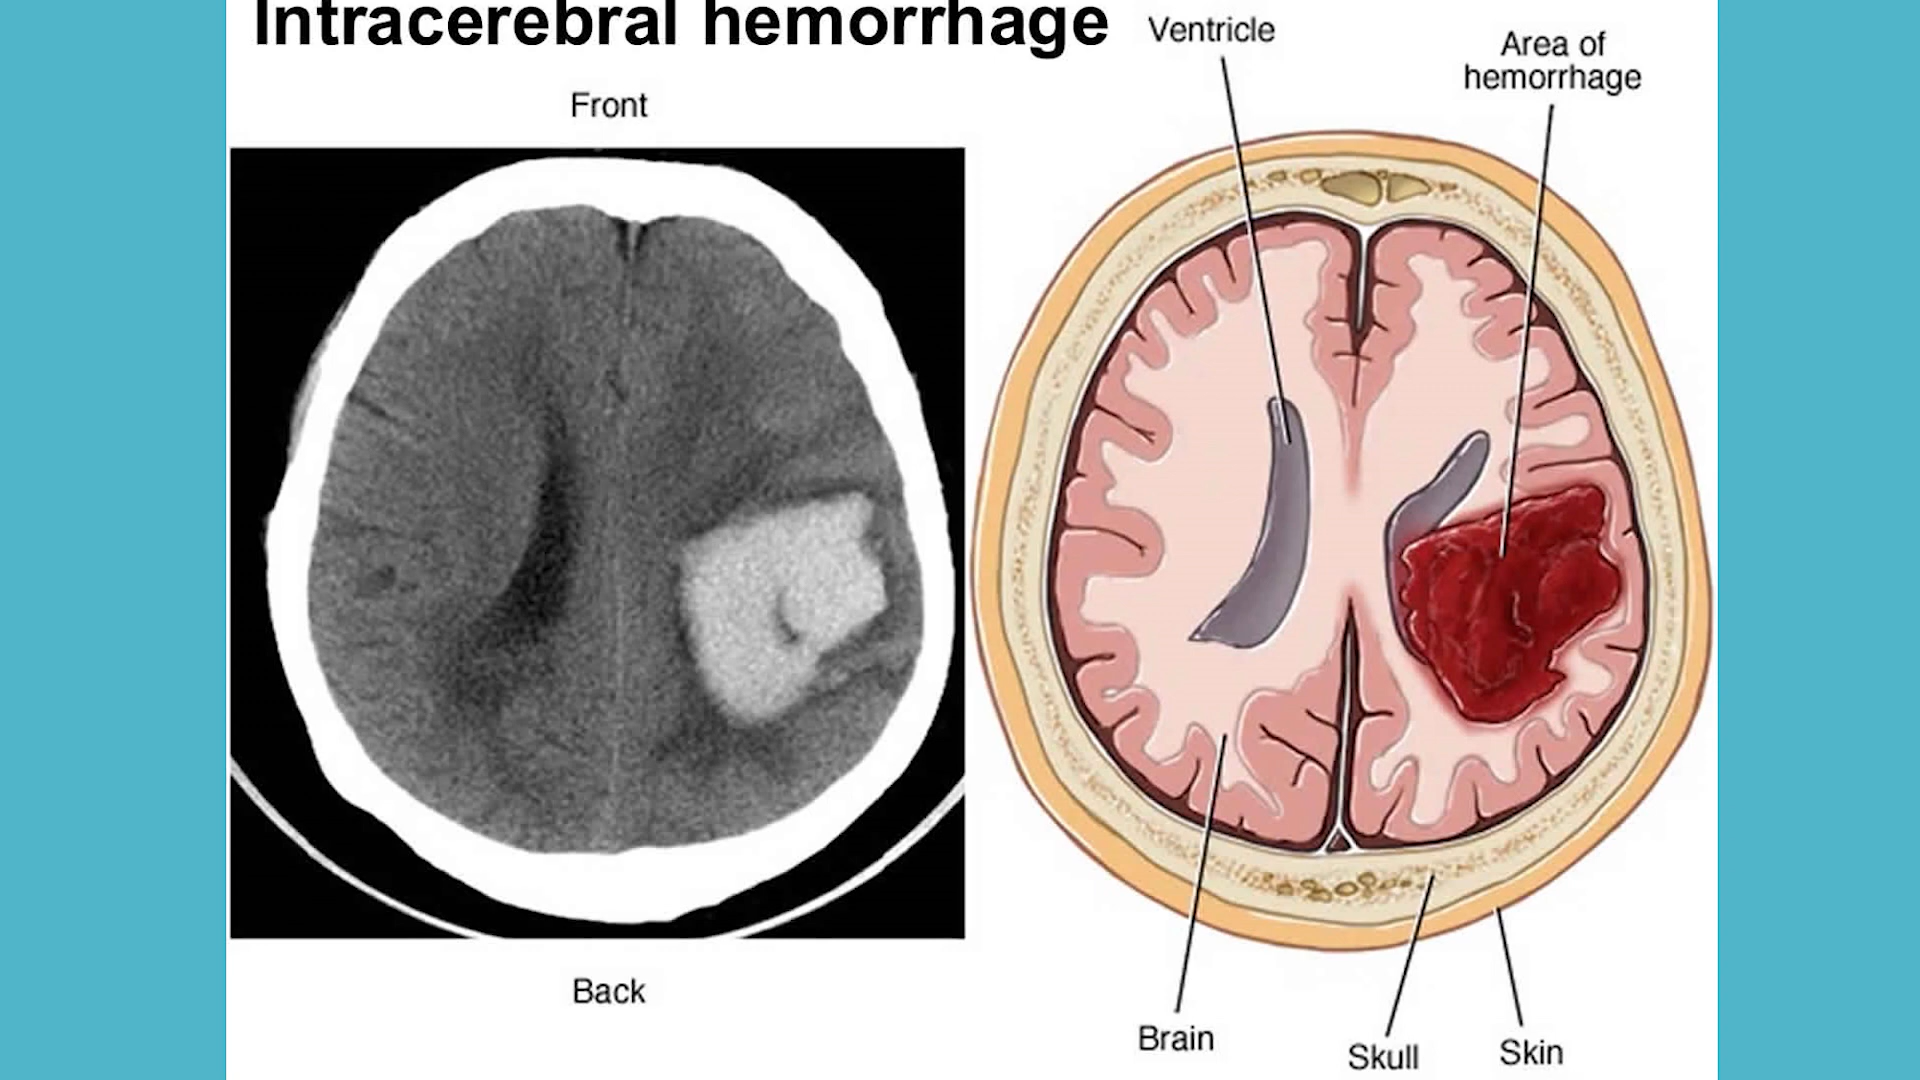 Intracerebral hemorrhage
Ventricle
Area of
hemorrhage
Front
Back
Brain
Skull
Skin